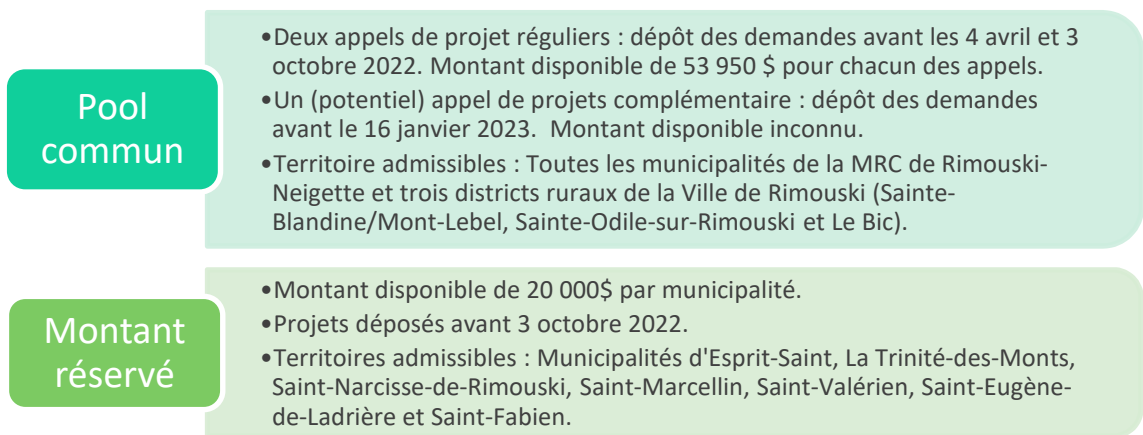 Pool
commun
•Deux appels de projet réguliers : dépôt des demandes avant les 4 avril et 3
octobre 2022. Montant disponible de 53 950 $ pour chacun des appels.
•Un (potentiel) appel de projets complémentaire : dépôt des demandes
avant le 16 janvier 2023.  Montant disponible inconnu.
•Territoire admissibles : Toutes les municipalités de la MRC de Rimouski-
Neigette et trois districts ruraux de la Ville de Rimouski (Sainte-
Blandine/Mont-Lebel, Sainte-Odile-sur-Rimouski et Le Bic).
Montant
réservé
•Montant disponible de 20 000$ par municipalité.
•Projets déposés avant 3 octobre 2022.
•Territoires admissibles : Municipalités d'Esprit-Saint, La Trinité-des-Monts,
Saint-Narcisse-de-Rimouski, Saint-Marcellin, Saint-Valérien, Saint-Eugène-
de-Ladrière et Saint-Fabien.